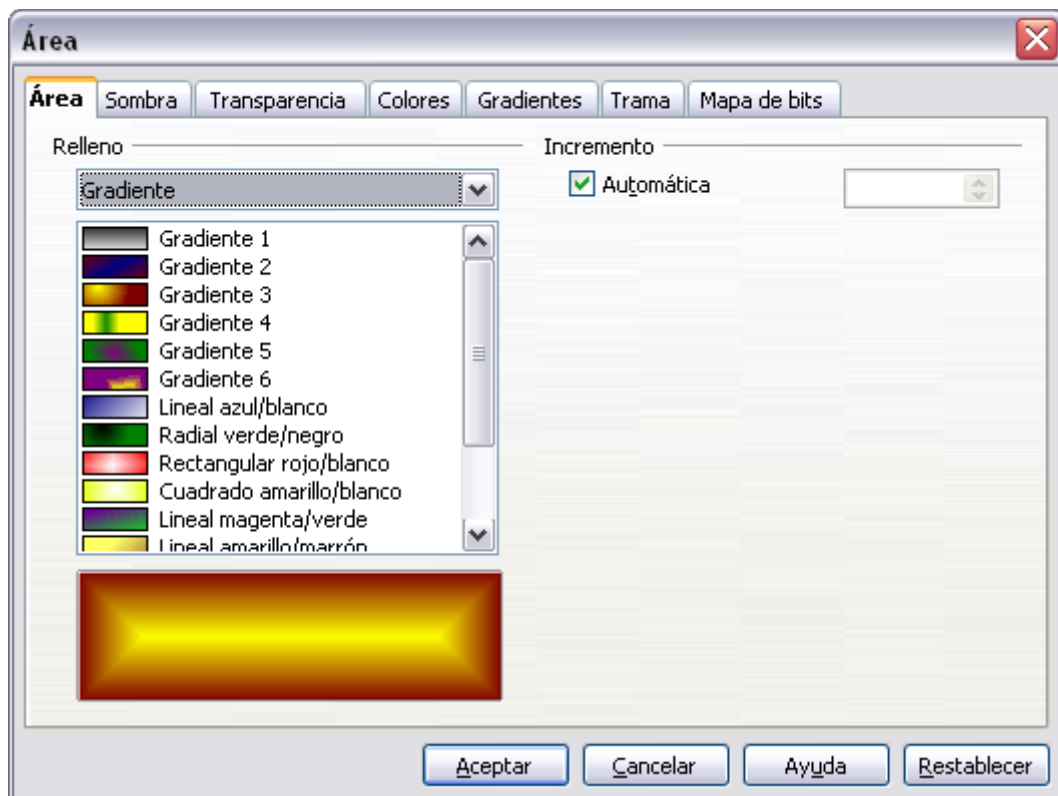 Área
Área Sombra Transparencia Colores Gradientes Trama Mapa de bits
Relleno
Gradiente
Gradiente 1
Gradiente 2
Gradiente 3
Gradiente 4
Gradiente 5
Gradiente 6
Lineal azul/blanco
Radial verde/negro
Rectangular rojo/blanco
Cuadrado amarillo/blanco
Lineal magenta/verde
Lineal amarillo/marrón
Incremento
Automática
Aceptar Cancelar Ayuda Restablecer